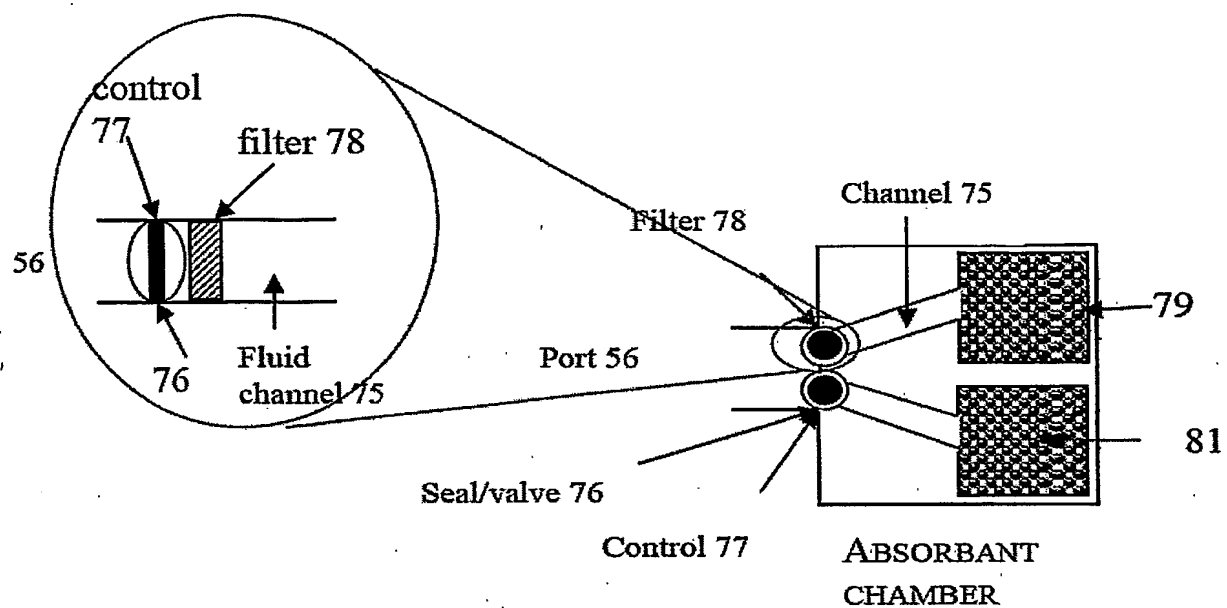 control
77
filter 78
56
76
Fluid
channel 75
Filter 78
Channel 75
Port 56
79
81
Seal/valve 76
Control 77
ABSORBANT
CHAMBER